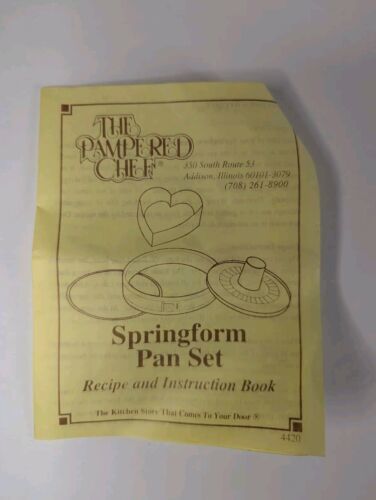 THE
PAMPERED
CHEF®
350 South Route 53
Addison, Illinois 60101-3079
(708) 261-8900
Springform
Pan Set
Recipe and Instruction Book
The Kitchen Store That Comes To Your Door ®
4420